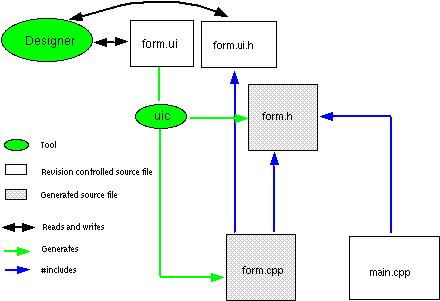 Designer
form.ui
form.ui.h
uic
form.h
Tool
Revision controlled source file
Generated source file
Reads and writes
Generates
#includes
form.cpp
main.cpp